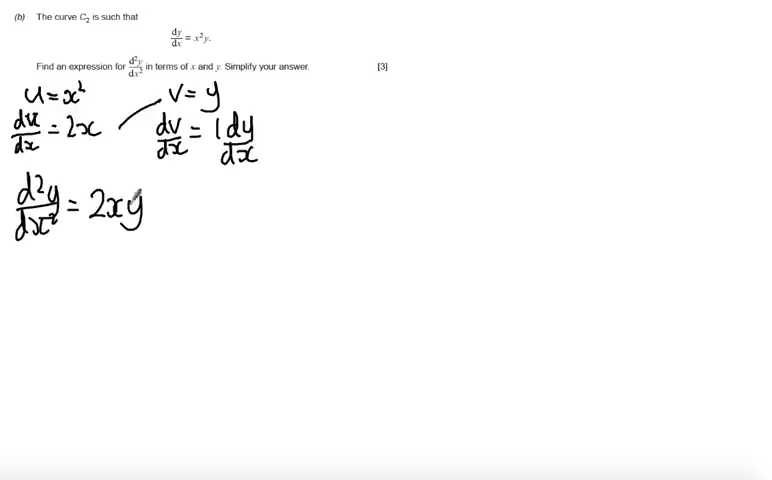 (b) The curve C₂ is such that
dy/dx = x²y.
Find an expression for d²y/dx² in terms of x and y. Simplify your answer. [3]
u = x² v = y
du/dx = 2x dv/dx = 1 dy/dx
d²y/dx² = 2xy